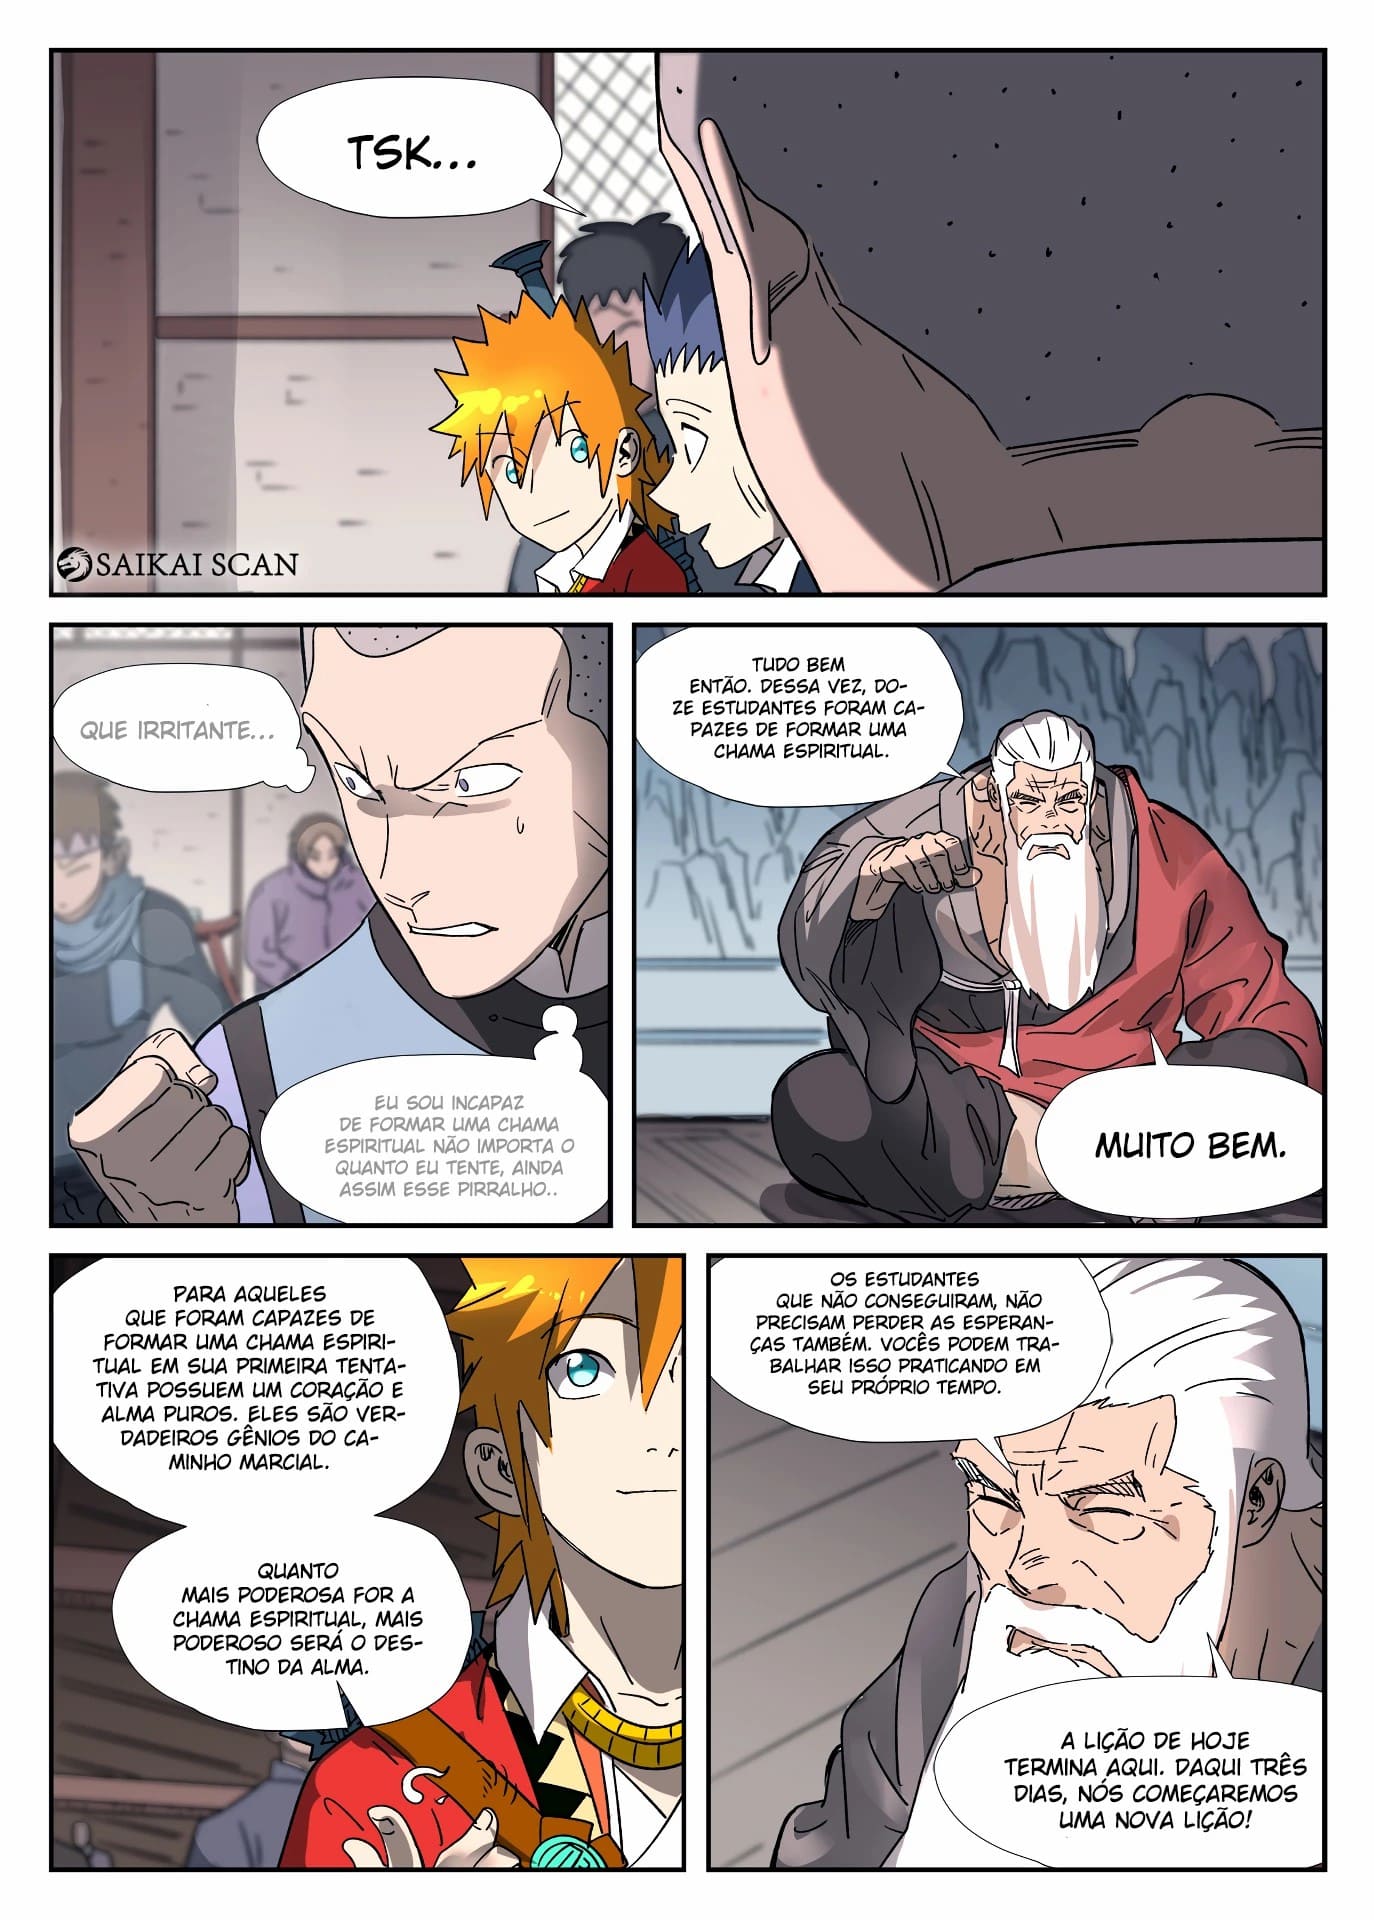 TSK...
SAIKAI SCAN
QUE IRRITANTE...
EU SOU INCAPAZ
DE FORMAR UMA CHAMA
ESPIRITUAL NÃO IMPORTA O
QUANTO EU TENTE, AINDA
ASSIM ESSE PIRRALHO..
TUDO BEM
ENTÃO. DESSA VEZ, DO-
ZE ESTUDANTES FORAM CA-
PAZES DE FORMAR UMA
CHAMA ESPIRITUAL.
MUITO BEM.
PARA AQUELES
QUE FORAM CAPAZES DE
FORMAR UMA CHAMA ESPIRI-
TUAL EM SUA PRIMEIRA TENTA-
TIVA POSSUEM UM CORAÇÃO E
ALMA PUROS. ELES SÃO VER-
DADEIROS GÊNIOS DO CA-
MINHO MARCIAL.
QUANTO
MAIS PODEROSA FOR A
CHAMA ESPIRITUAL, MAIS
PODEROSO SERÁ O DES-
TINO DA ALMA.
OS ESTUDANTES
QUE NÃO CONSEGUIRAM, NÃO
PRECISAM PERDER AS ESPERAN-
ÇAS TAMBÉM. VOCÊS PODEM TRA-
BALHAR ISSO PRATICANDO EM
SEU PRÓPRIO TEMPO.
A LIÇÃO DE HOJE
TERMINA AQUI. DAQUI TRÊS
DIAS, NÓS COMEÇAREMOS
UMA NOVA LIÇÃO!